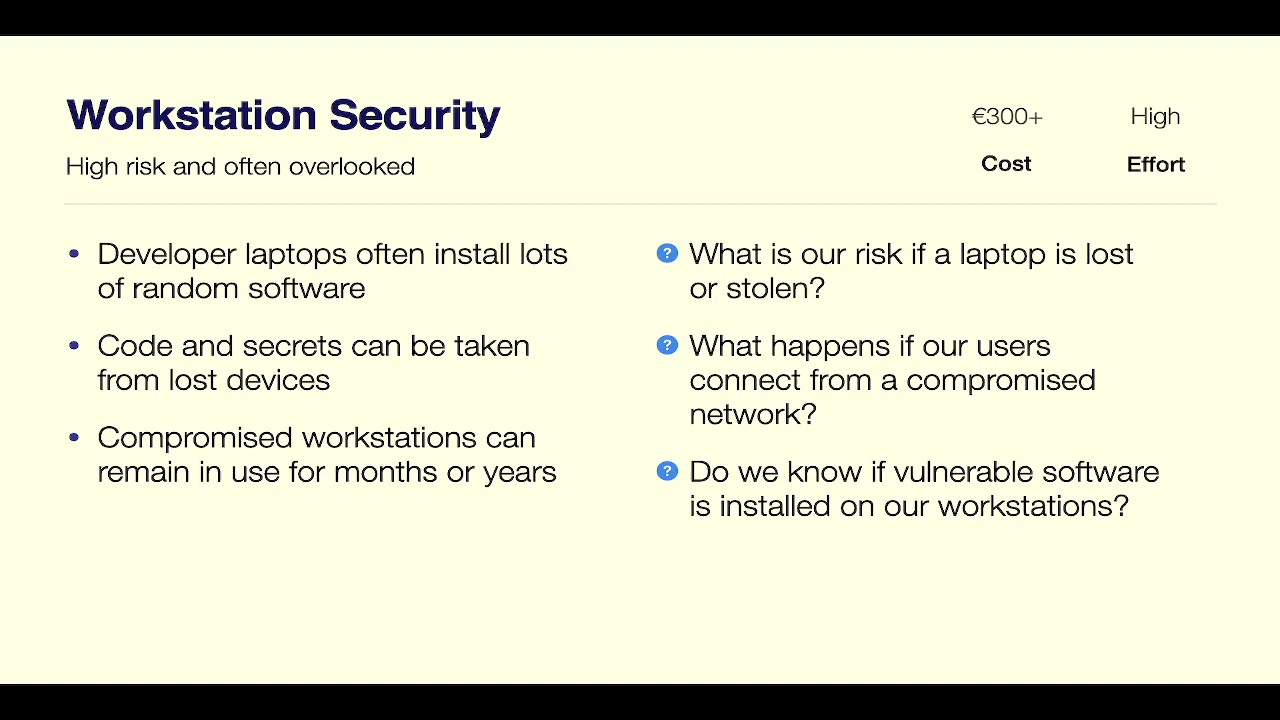 Workstation Security
High risk and often overlooked
€300+
Cost
High
Effort
• Developer laptops often install lots
of random software
• Code and secrets can be taken
from lost devices
• Compromised workstations can
remain in use for months or years
? What is our risk if a laptop is lost
or stolen?
? What happens if our users
connect from a compromised
network?
? Do we know if vulnerable software
is installed on our workstations?